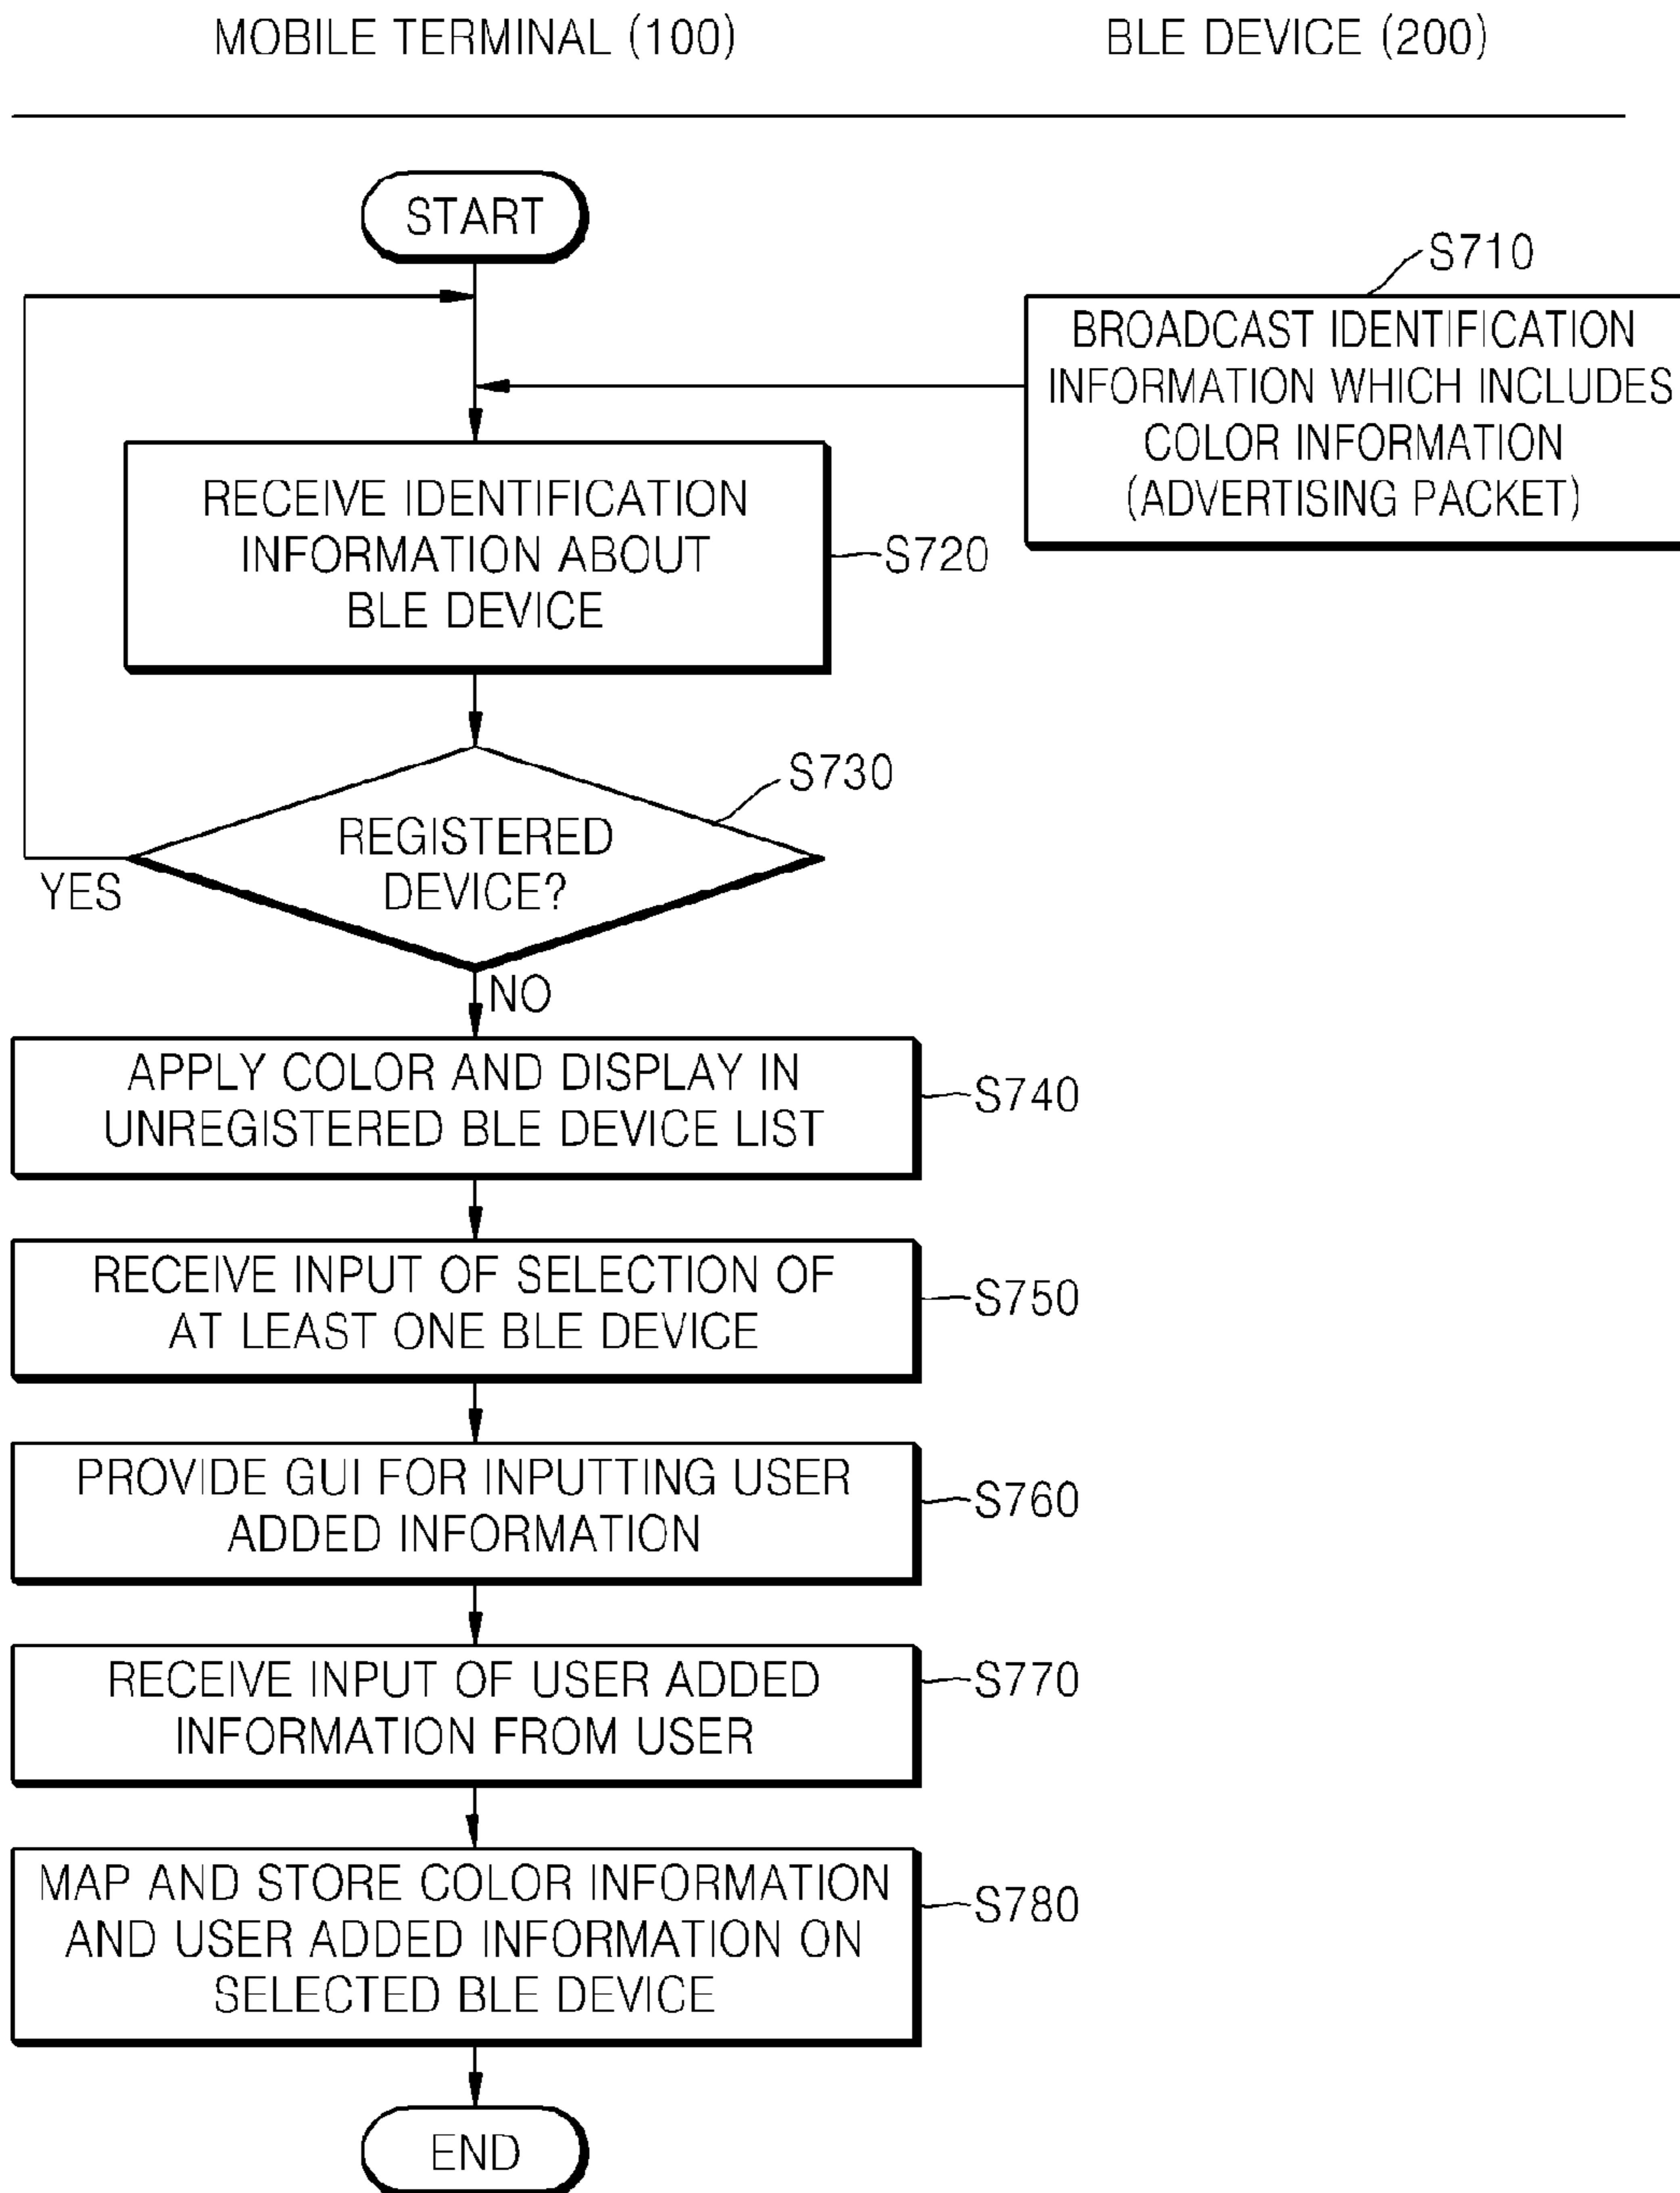 MOBILE TERMINAL (100)
BLE DEVICE (200)
START
S710
BROADCAST IDENTIFICATION
INFORMATION WHICH INCLUDES
COLOR INFORMATION
(ADVERTISING PACKET)
RECEIVE IDENTIFICATION
INFORMATION ABOUT
BLE DEVICE
S720
S730
REGISTERED
DEVICE?
YES
NO
APPLY COLOR AND DISPLAY IN
UNREGISTERED BLE DEVICE LIST
S740
RECEIVE INPUT OF SELECTION OF
AT LEAST ONE BLE DEVICE
S750
PROVIDE GUI FOR INPUTTING USER
ADDED INFORMATION
S760
RECEIVE INPUT OF USER ADDED
INFORMATION FROM USER
S770
MAP AND STORE COLOR INFORMATION
AND USER ADDED INFORMATION ON
SELECTED BLE DEVICE
S780
END